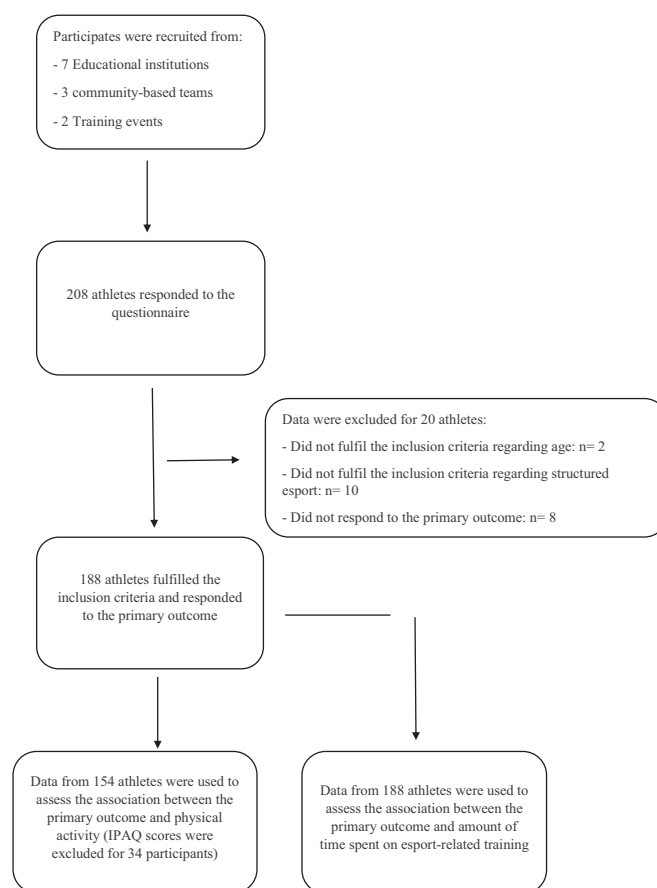 Participates were recruited from:
- 7 Educational institutions
- 3 community-based teams
- 2 Training events
208 athletes responded to the
questionnaire
Data were excluded for 20 athletes:
- Did not fulfil the inclusion criteria regarding age: n= 2
- Did not fulfil the inclusion criteria regarding structured
esport: n= 10
- Did not respond to the primary outcome: n= 8
188 athletes fulfilled the
inclusion criteria and responded
to the primary outcome
Data from 154 athletes were used to
assess the association between the
primary outcome and physical
activity (IPAQ scores were
excluded for 34 participants)
Data from 188 athletes were used to
assess the association between the
primary outcome and amount of
time spent on esport-related training